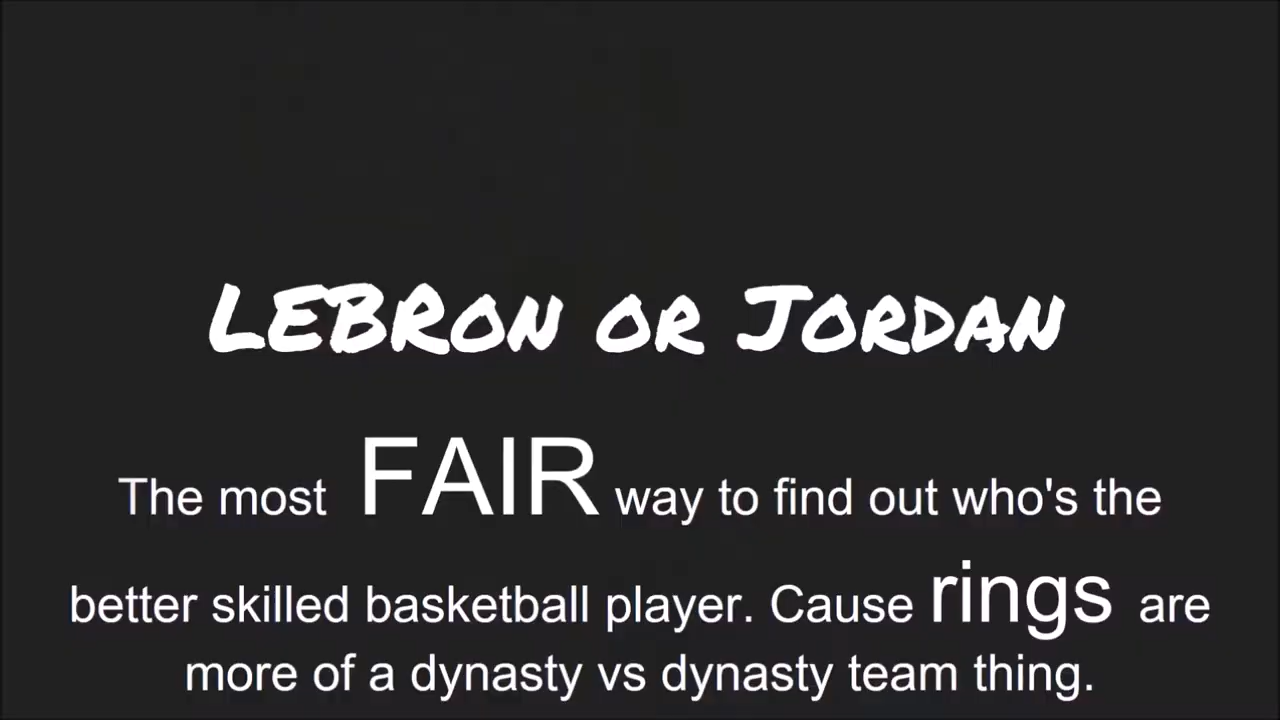 LEBRon or Jordan
The most FAIR way to find out who's the
better skilled basketball player. Cause rings are
more of a dynasty vs dynasty team thing.